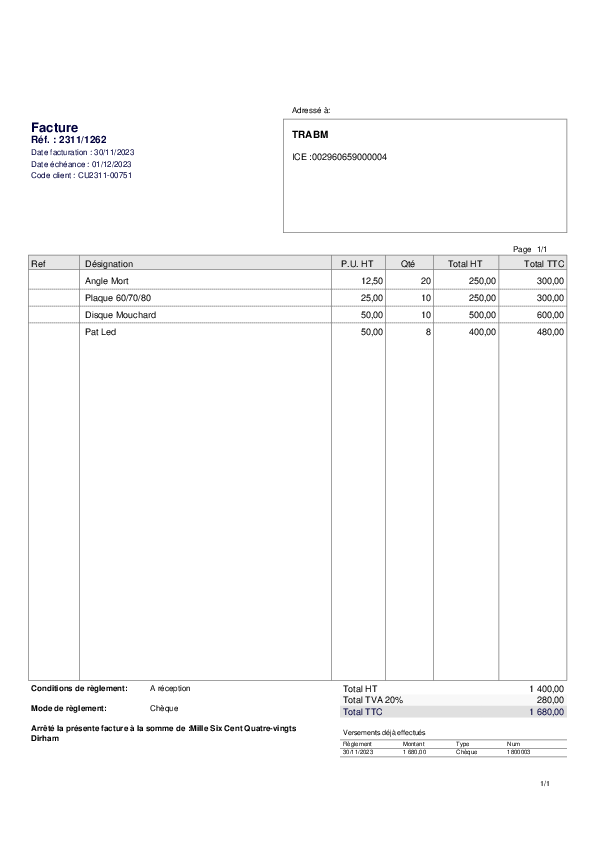 Adressé à:
Facture
Réf. : 2311/1262
Date facturation : 30/11/2023
Date échéance : 01/12/2023
Code client : CU2311-00751
TRABM
ICE :002960659000004
Page 1/1
Ref Désignation P.U. HT Qté Total HT Total TTC
Angle Mort 12,50 20 250,00 300,00
Plaque 60/70/80 25,00 10 250,00 300,00
Disque Mouchard 50,00 10 500,00 600,00
Pat Led 50,00 8 400,00 480,00
Conditions de règlement: A réception
Mode de règlement: Chèque
Arrêté la présente facture à la somme de :Mille Six Cent Quatre-vingts
Dirham
Total HT 1 400,00
Total TVA 20% 280,00
Total TTC 1 680,00
Versements déjà effectués
Règlement Montant Type Num
30/11/2023 1 680,00 Chèque 1800003
1/1